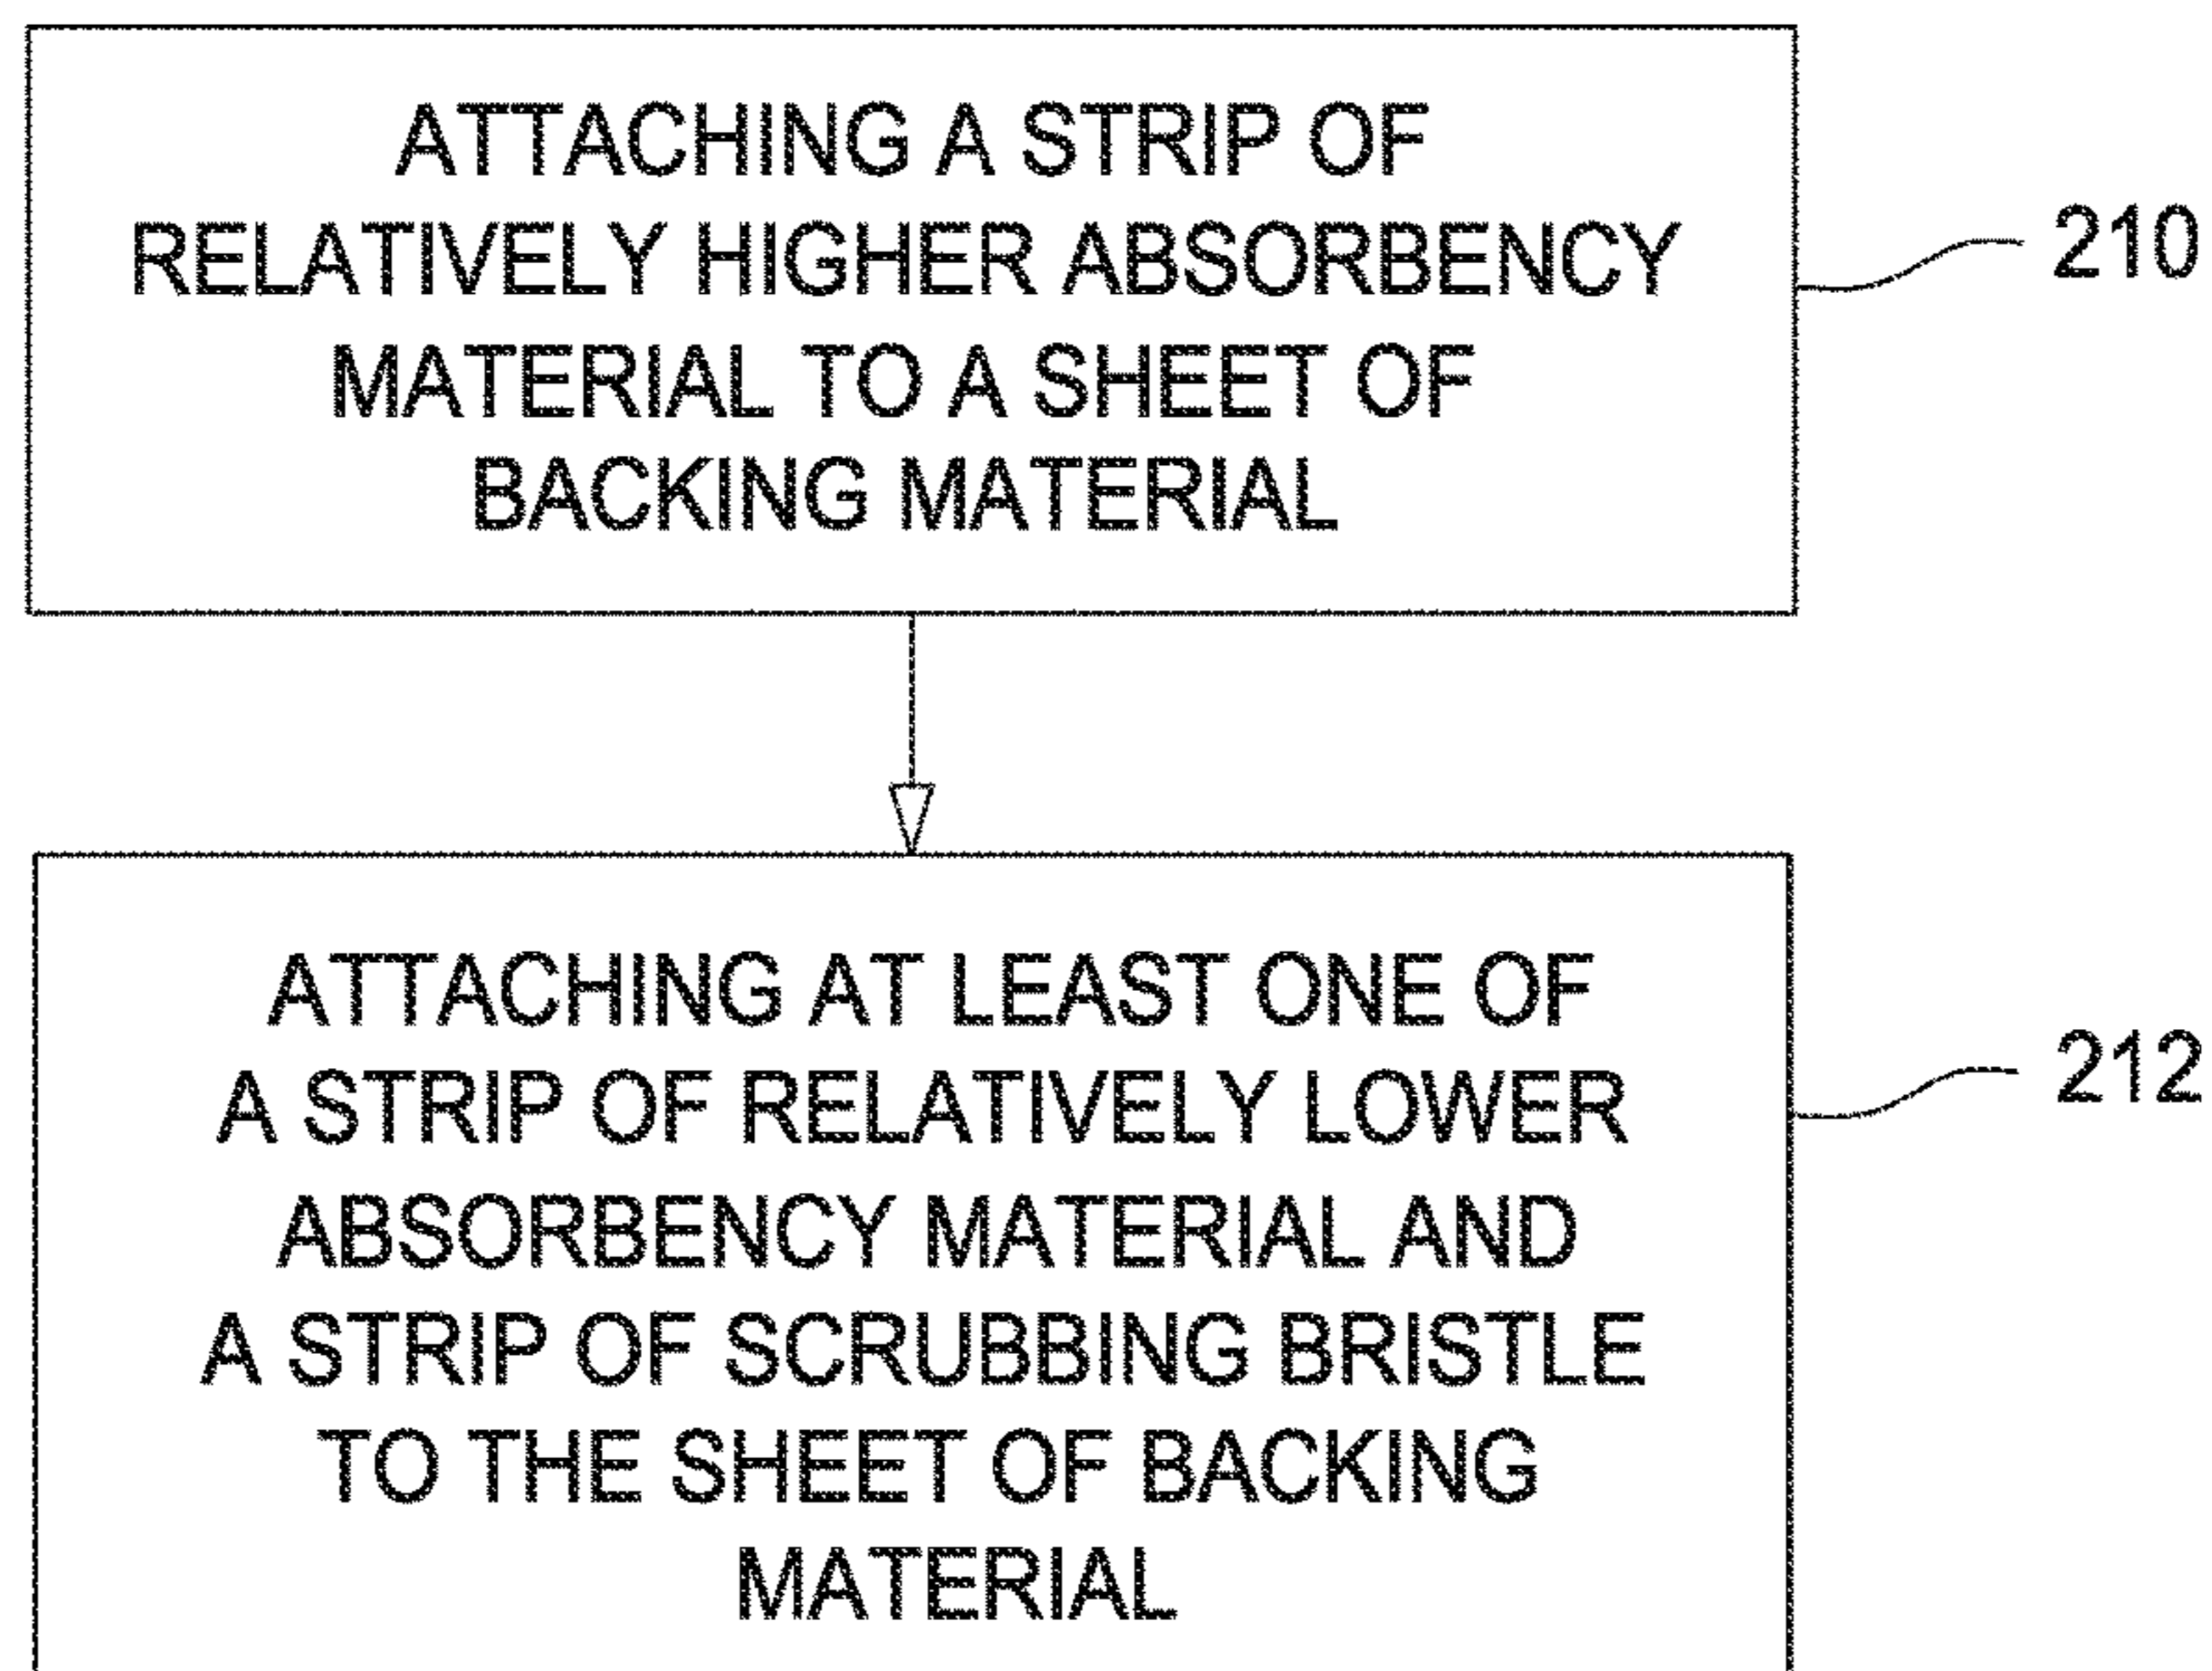 ATTACHING A STRIP OF
RELATIVELY HIGHER ABSORBENCY
MATERIAL TO A SHEET OF
BACKING MATERIAL
210
ATTACHING AT LEAST ONE OF
A STRIP OF RELATIVELY LOWER
ABSORBENCY MATERIAL AND
A STRIP OF SCRUBBING BRISTLE
TO THE SHEET OF BACKING
MATERIAL
212